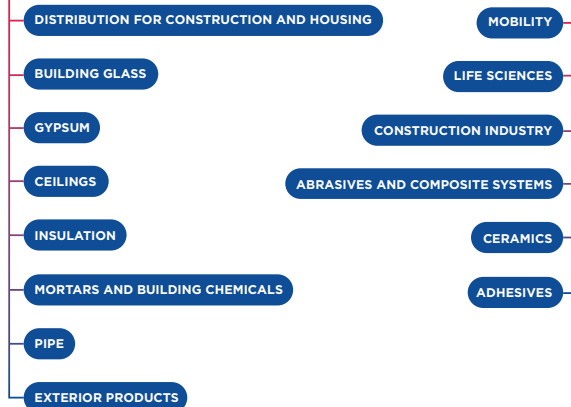 DISTRIBUTION FOR CONSTRUCTION AND HOUSING
BUILDING GLASS
GYPSUM
CEILINGS
INSULATION
MORTARS AND BUILDING CHEMICALS
PIPE
EXTERIOR PRODUCTS
MOBILITY
LIFE SCIENCES
CONSTRUCTION INDUSTRY
ABRASIVES AND COMPOSITE SYSTEMS
CERAMICS
ADHESIVES